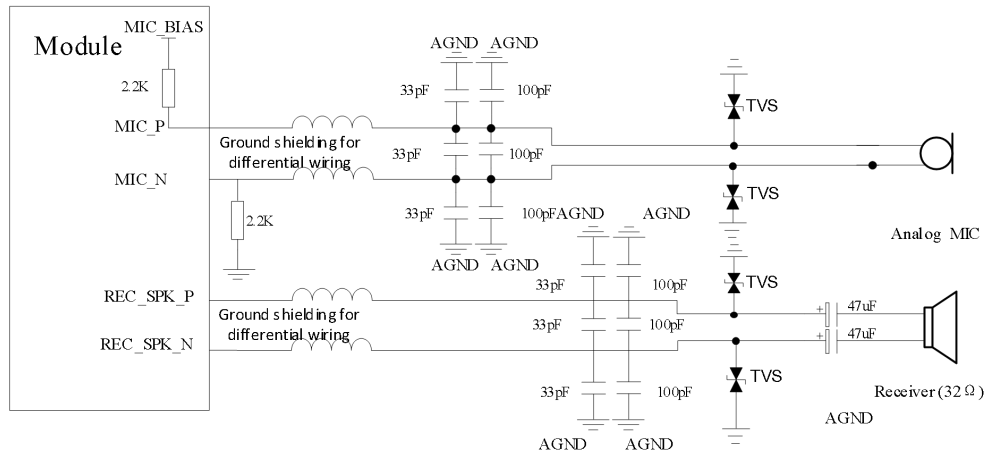 MIC_BIAS
Module
2.2K
MIC_P
MIC_N
2.2K
AGND
AGND
33pF
100pF
Ground shielding for
differential wiring
33pF
100pF
33pF
100pF
AGND
AGND
AGND
AGND
TVS
TVS
Analog MIC
REC_SPK_P
Ground shielding for
differential wiring
REC_SPK_N
33pF
100pF
33pF
100pF
33pF
100pF
AGND
AGND
TVS
TVS
+
47uF
+
47uF
Receiver(32Ω)
AGND